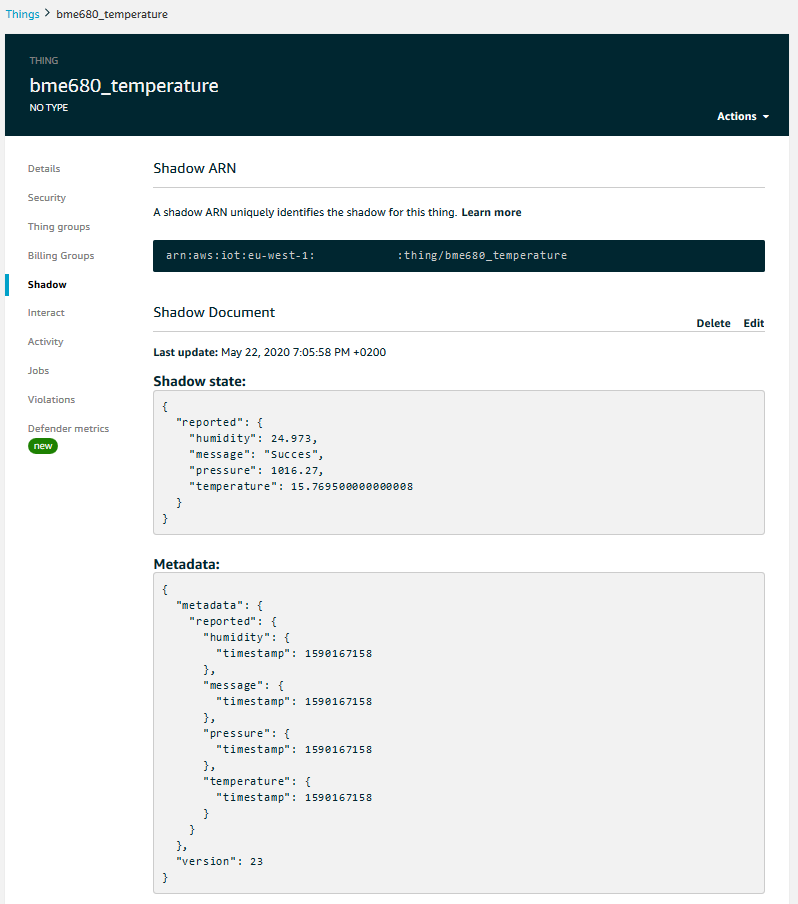 Things > bme680_temperature
THING
bme680_temperature
NO TYPE
Actions
Details
Security
Thing groups
Billing Groups
Shadow
Interact
Activity
Jobs
Violations
Defender metrics
new
Shadow ARN
A shadow ARN uniquely identifies the shadow for this thing. Learn more
arn:aws:iot:eu-west-1: :thing/bme680_temperature
Shadow Document
Delete Edit
Last update: May 22, 2020 7:05:58 PM +0200
Shadow state:
{
  "reported": {
    "humidity": 24.973,
    "message": "Succes",
    "pressure": 1016.27,
    "temperature": 15.769500000000008
  }
}
Metadata:
{
  "metadata": {
    "reported": {
      "humidity": {
        "timestamp": 1590167158
      },
      "message": {
        "timestamp": 1590167158
      },
      "pressure": {
        "timestamp": 1590167158
      },
      "temperature": {
        "timestamp": 1590167158
      }
    }
  },
  "version": 23
}